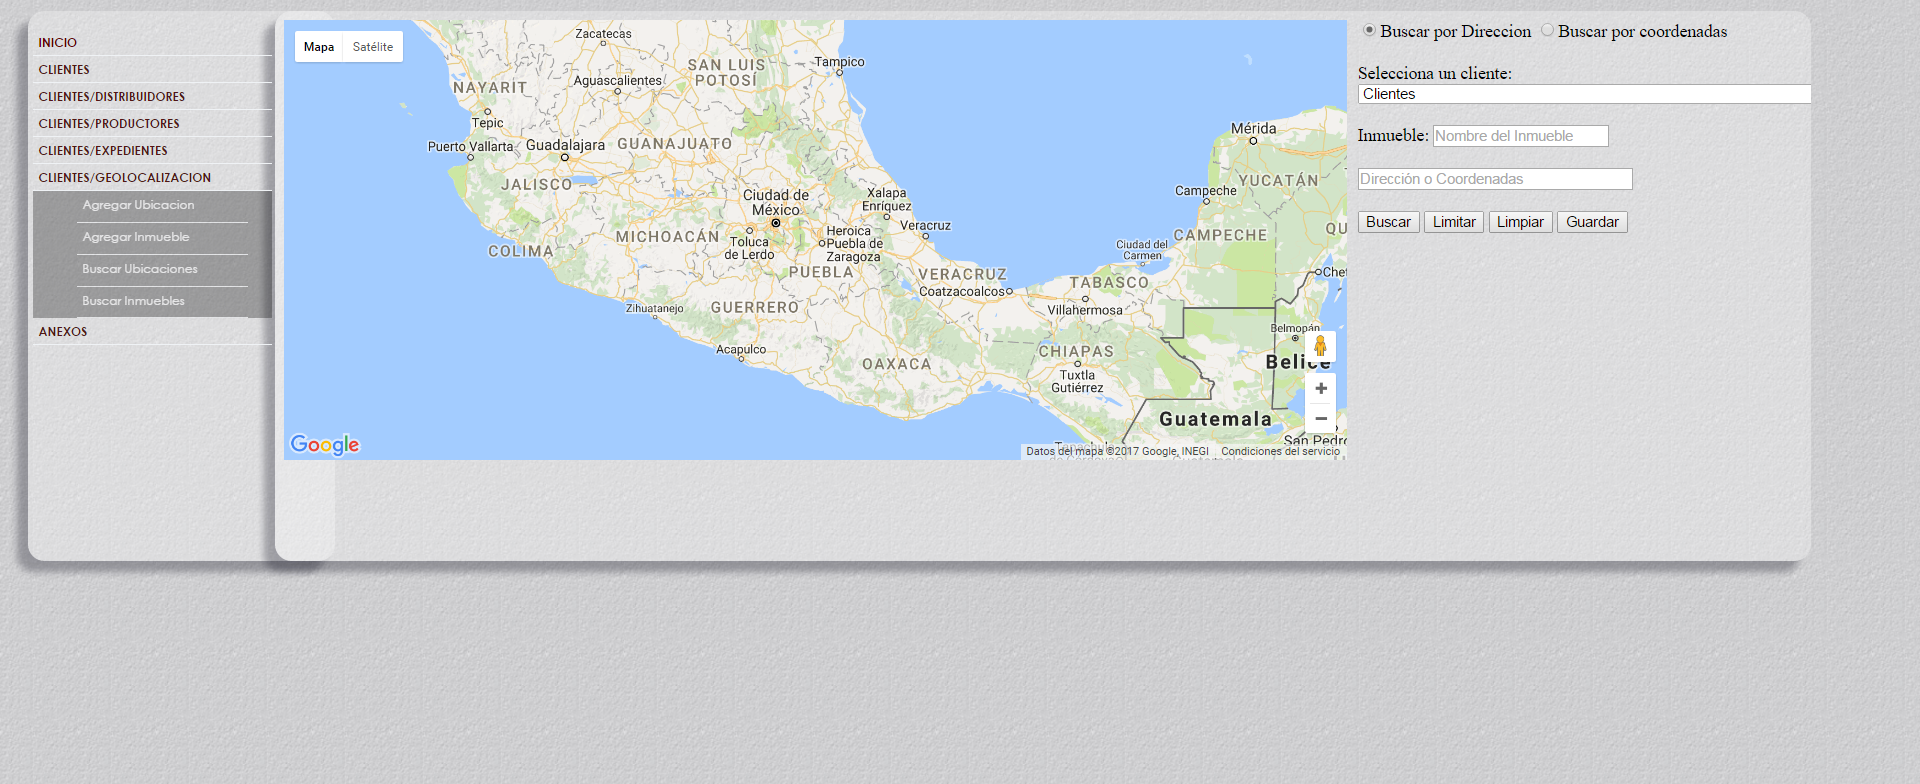 INICIO
CLIENTES
CLIENTES/DISTRIBUIDORES
CLIENTES/PRODUCTORES
CLIENTES/EXPEDIENTES
CLIENTES/GEOLOCALIZACION
Agregar Ubicacion
Agregar Inmueble
Buscar Ubicaciones
Buscar Inmuebles
ANEXOS
Mapa Satélite
Zacatecas
SAN LUIS
POTOSÍ
Tampico
NAYARIT
Aguascalientes
Tepic
Puerto Vallarta
Guadalajara
GUANAJUATO
JALISCO
Ciudad de
México
Xalapa
Enríquez
Veracruz
COLIMA
MICHOACÁN
Toluca
de Lerdo
Heroica
Puebla de
Zaragoza
PUEBLA
VERACRUZ
Coatzacoalcos
Zihuatanejo
GUERRERO
Acapulco
OAXACA
Mérida
YUCATÁN
Campeche
CAMPECHE
QU
Ciudad del
Carmen
TABASCO
Villahermosa
Chet
CHIAPAS
Tuxtla
Gutiérrez
Belmopán
Belice
Guatemala
San Pedro
Google
Datos del mapa ©2017 Google, INEGI Condiciones del servicio
Buscar por Direccion Buscar por coordenadas
Selecciona un cliente:
Clientes
Inmueble: Nombre del Inmueble
Dirección o Coordenadas
Buscar Limitar Limpiar Guardar